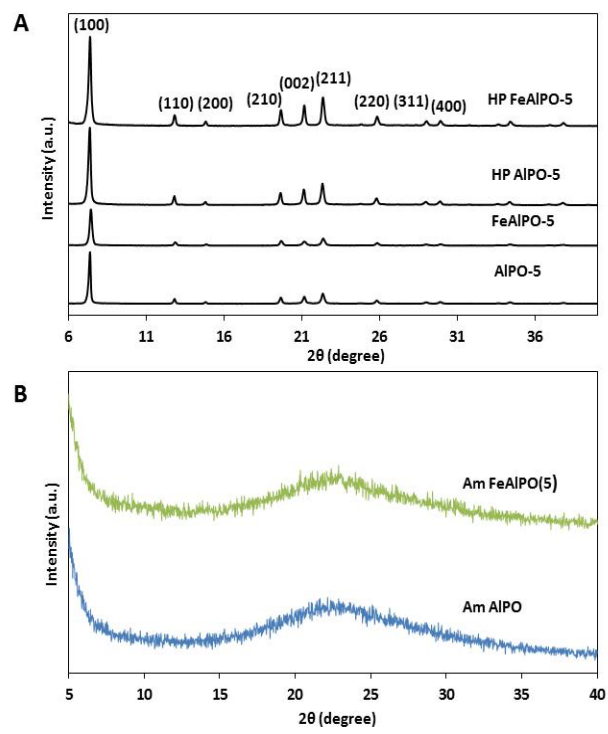 A
(100)
(002) (211)
(110) (200) (210) (220) (311) (400)
HP FeAlPO-5
HP AlPO-5
FeAlPO-5
AlPO-5
Intensity (a.u.)
6 11 16 21 26 31 36
2θ (degree)
B
Am FeAlPO(5)
Am AlPO
Intensity (a.u.)
5 10 15 20 25 30 35 40
2θ (degree)